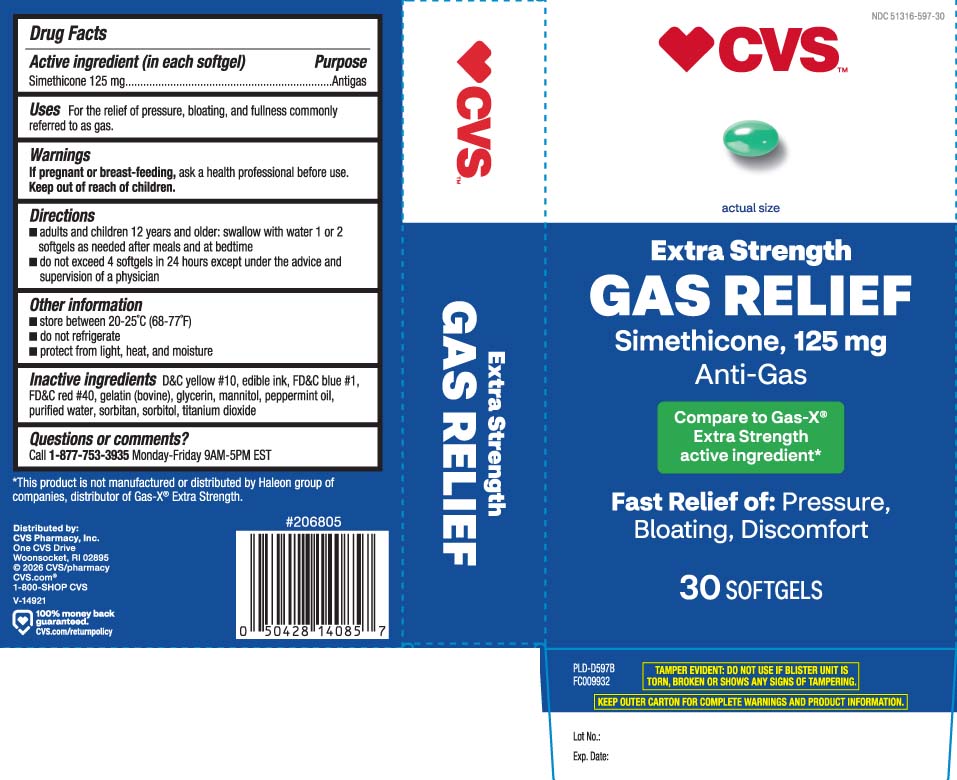 Drug Facts
Active ingredient (in each softgel) Purpose
Simethicone 125 mg......................................................................Antigas
Uses For the relief of pressure, bloating, and fullness commonly
referred to as gas.
Warnings
If pregnant or breast-feeding, ask a health professional before use.
Keep out of reach of children.
Directions
■ adults and children 12 years and older: swallow with water 1 or 2
softgels as needed after meals and at bedtime
■ do not exceed 4 softgels in 24 hours except under the advice and
supervision of a physician
Other information
■ store between 20-25˚C (68-77˚F)
■ do not refrigerate
■ protect from light, heat, and moisture
Inactive ingredients D&C yellow #10, edible ink, FD&C blue #1,
FD&C red #40, gelatin (bovine), glycerin, mannitol, peppermint oil,
purified water, sorbitan, sorbitol, titanium dioxide
Questions or comments?
Call 1-877-753-3935 Monday-Friday 9AM-5PM EST
*This product is not manufactured or distributed by Haleon group of
companies, distributor of Gas-X® Extra Strength.
Distributed by:
CVS Pharmacy, Inc.
One CVS Drive
Woonsocket, RI 02895
© 2026 CVS/pharmacy
CVS.com®
1-800-SHOP CVS
V-14921
100% money back
guaranteed.
CVS.com/returnpolicy
#206805
0 50428 14085 7
CVS™
Extra Strength
GAS RELIEF
NDC 51316-597-30
CVS™
actual size
Extra Strength
GAS RELIEF
Simethicone, 125 mg
Anti-Gas
Compare to Gas-X®
Extra Strength
active ingredient*
Fast Relief of: Pressure,
Bloating, Discomfort
30 SOFTGELS
PLD-D597B
FC009932
TAMPER EVIDENT: DO NOT USE IF BLISTER UNIT IS
TORN, BROKEN OR SHOWS ANY SIGNS OF TAMPERING.
KEEP OUTER CARTON FOR COMPLETE WARNINGS AND PRODUCT INFORMATION.
Lot No.:
Exp. Date: